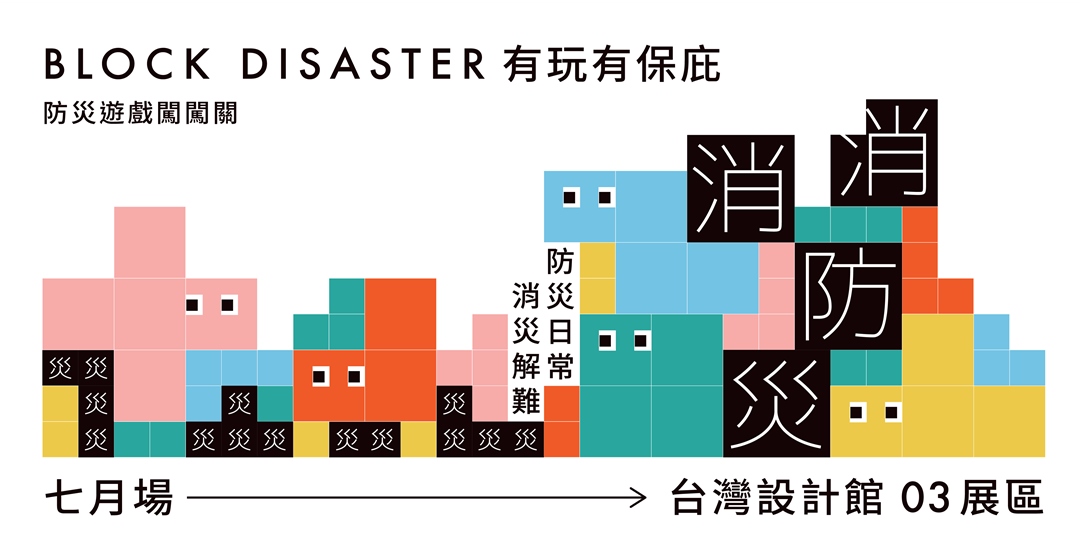 BLOCK DISASTER 有玩有保庇
防災遊戲闖闖關
消
消
防
災
防災日常
消災解難
災 災
災 災 災
災 災 災 災 災 災 災 災 災
七月場
台灣設計館 03 展區